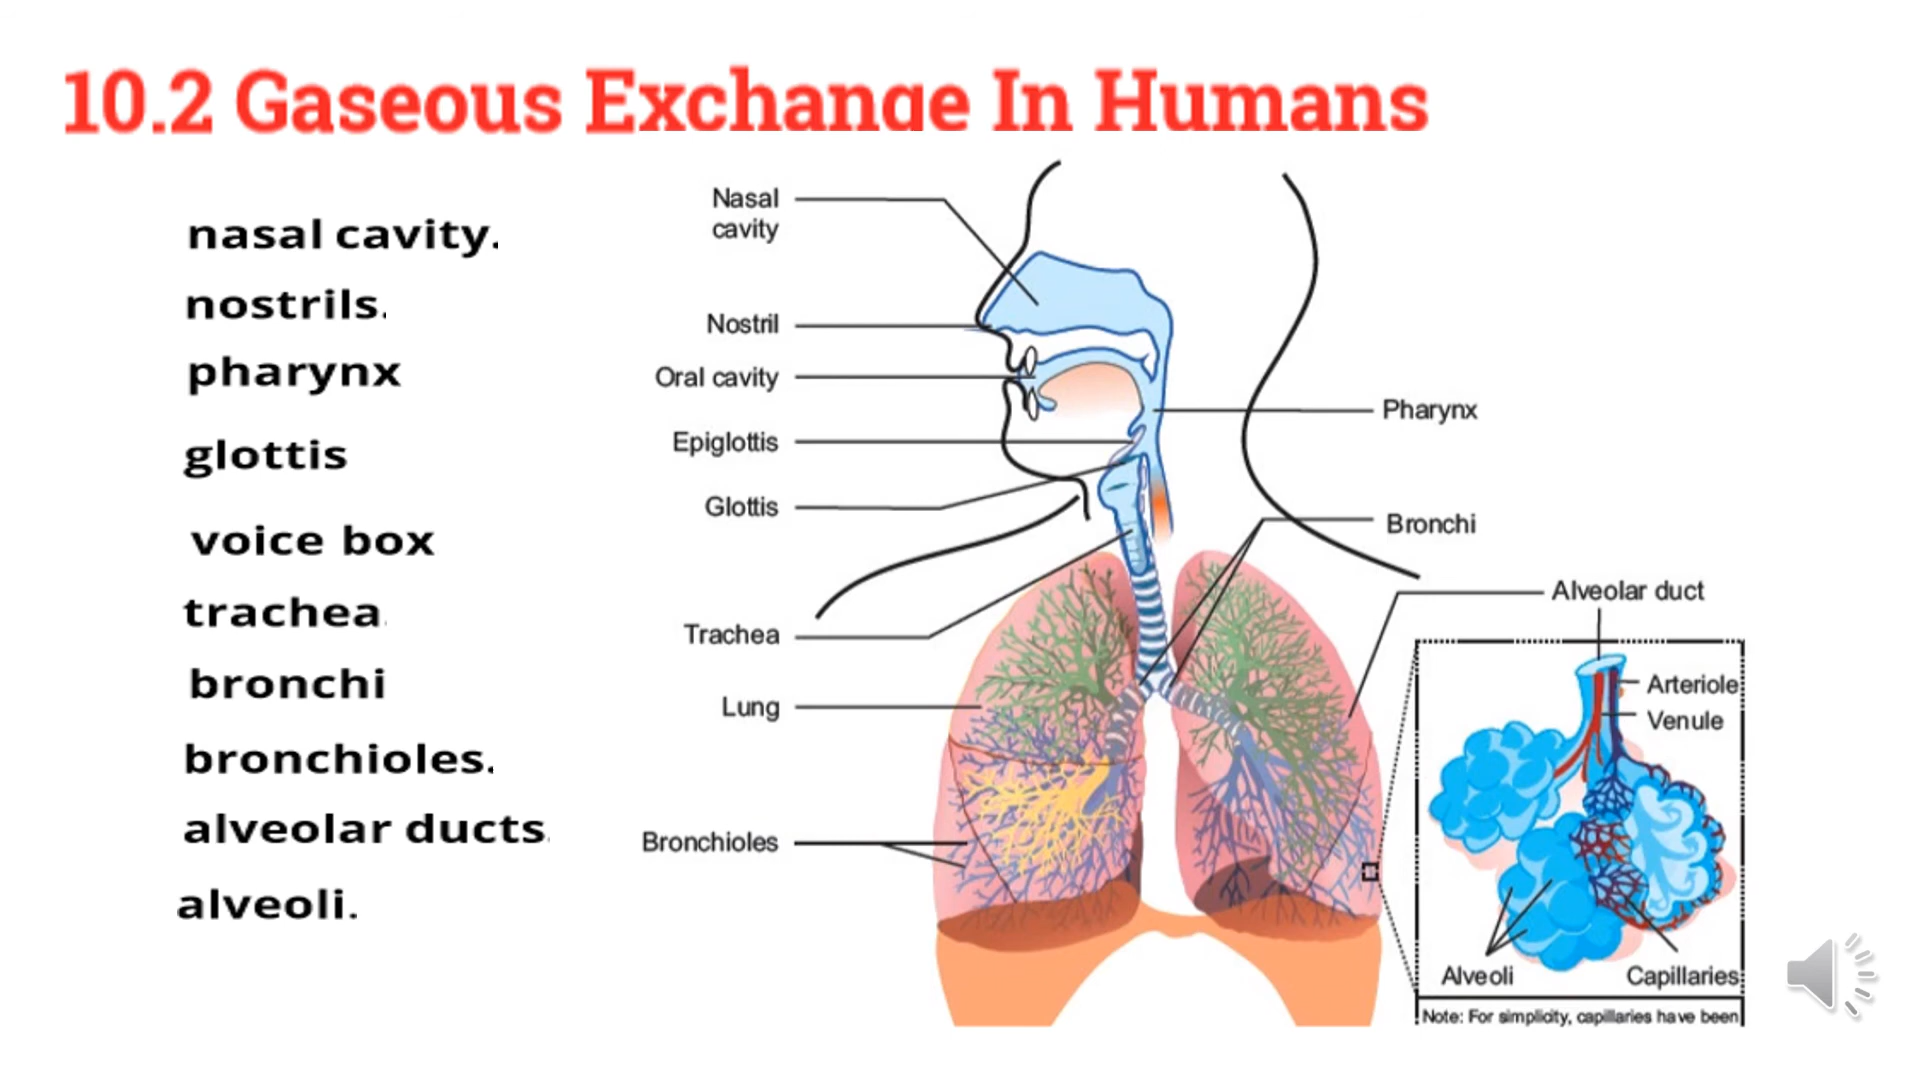 10.2 Gaseous Exchange In Humans
nasal cavity.
nostrils.
pharynx
glottis
voice box
trachea.
bronchi
bronchioles.
alveolar ducts.
alveoli.
Nasal
cavity
Nostril
Oral cavity
Epiglottis
Glottis
Trachea
Lung
Bronchioles
Pharynx
Bronchi
Alveolar duct
Arteriole
Venule
Alveoli
Capillaries
Note: For simplicity, capillaries have been